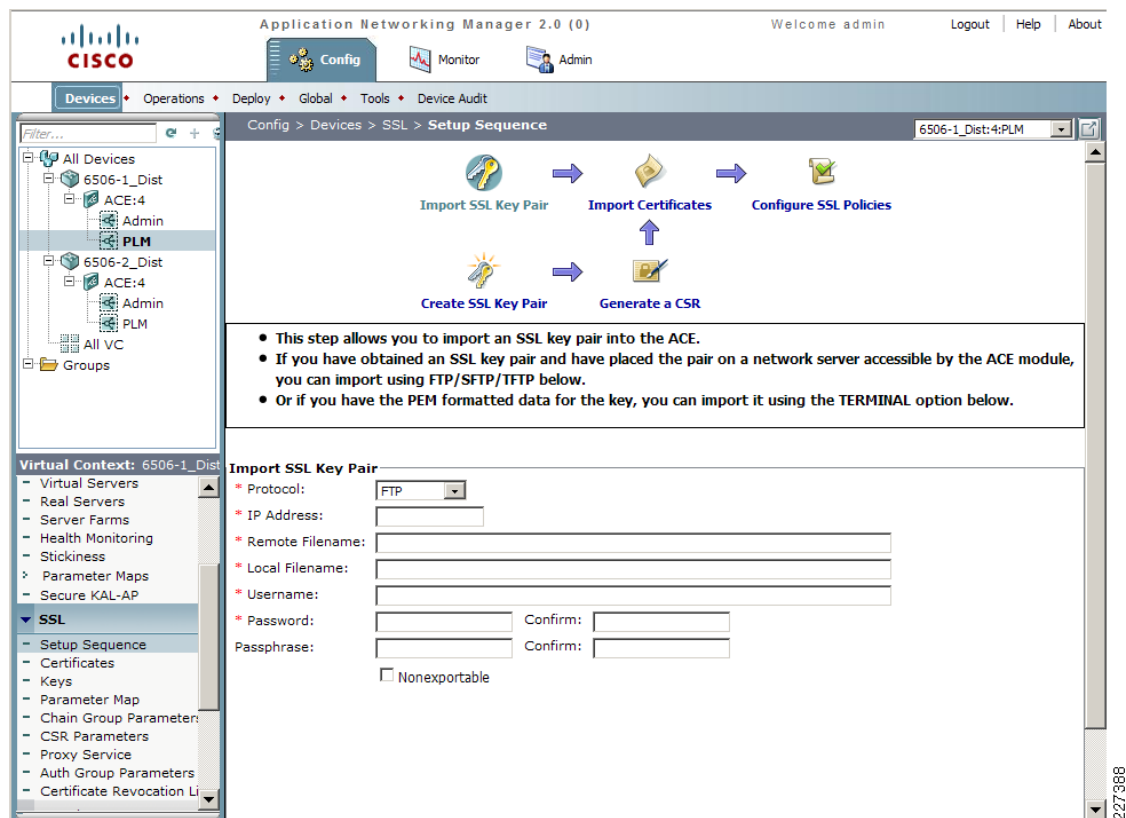 Application Networking Manager 2.0 (0)
Welcome admin
Logout | Help | About
CISCO
Config
Monitor
Admin
Devices
Operations
Deploy
Global
Tools
Device Audit
Filter...
Config > Devices > SSL > Setup Sequence
6506-1_Dist:4:PLM
All Devices
6506-1_Dist
ACE:4
Admin
PLM
6506-2_Dist
ACE:4
Admin
PLM
All VC
Groups
Import SSL Key Pair
Import Certificates
Configure SSL Policies
Create SSL Key Pair
Generate a CSR
• This step allows you to import an SSL key pair into the ACE.
• If you have obtained an SSL key pair and have placed the pair on a network server accessible by the ACE module,
you can import using FTP/SFTP/TFTP below.
• Or if you have the PEM formatted data for the key, you can import it using the TERMINAL option below.
Virtual Context: 6506-1_Dist
Virtual Servers
Real Servers
Server Farms
Health Monitoring
Stickiness
Parameter Maps
Secure KAL-AP
SSL
Setup Sequence
Certificates
Keys
Parameter Map
Chain Group Parameters
CSR Parameters
Proxy Service
Auth Group Parameters
Certificate Revocation Li
Import SSL Key Pair
* Protocol: FTP
* IP Address:
* Remote Filename:
* Local Filename:
* Username:
* Password: Confirm:
Passphrase: Confirm:
Nonexportable
227388